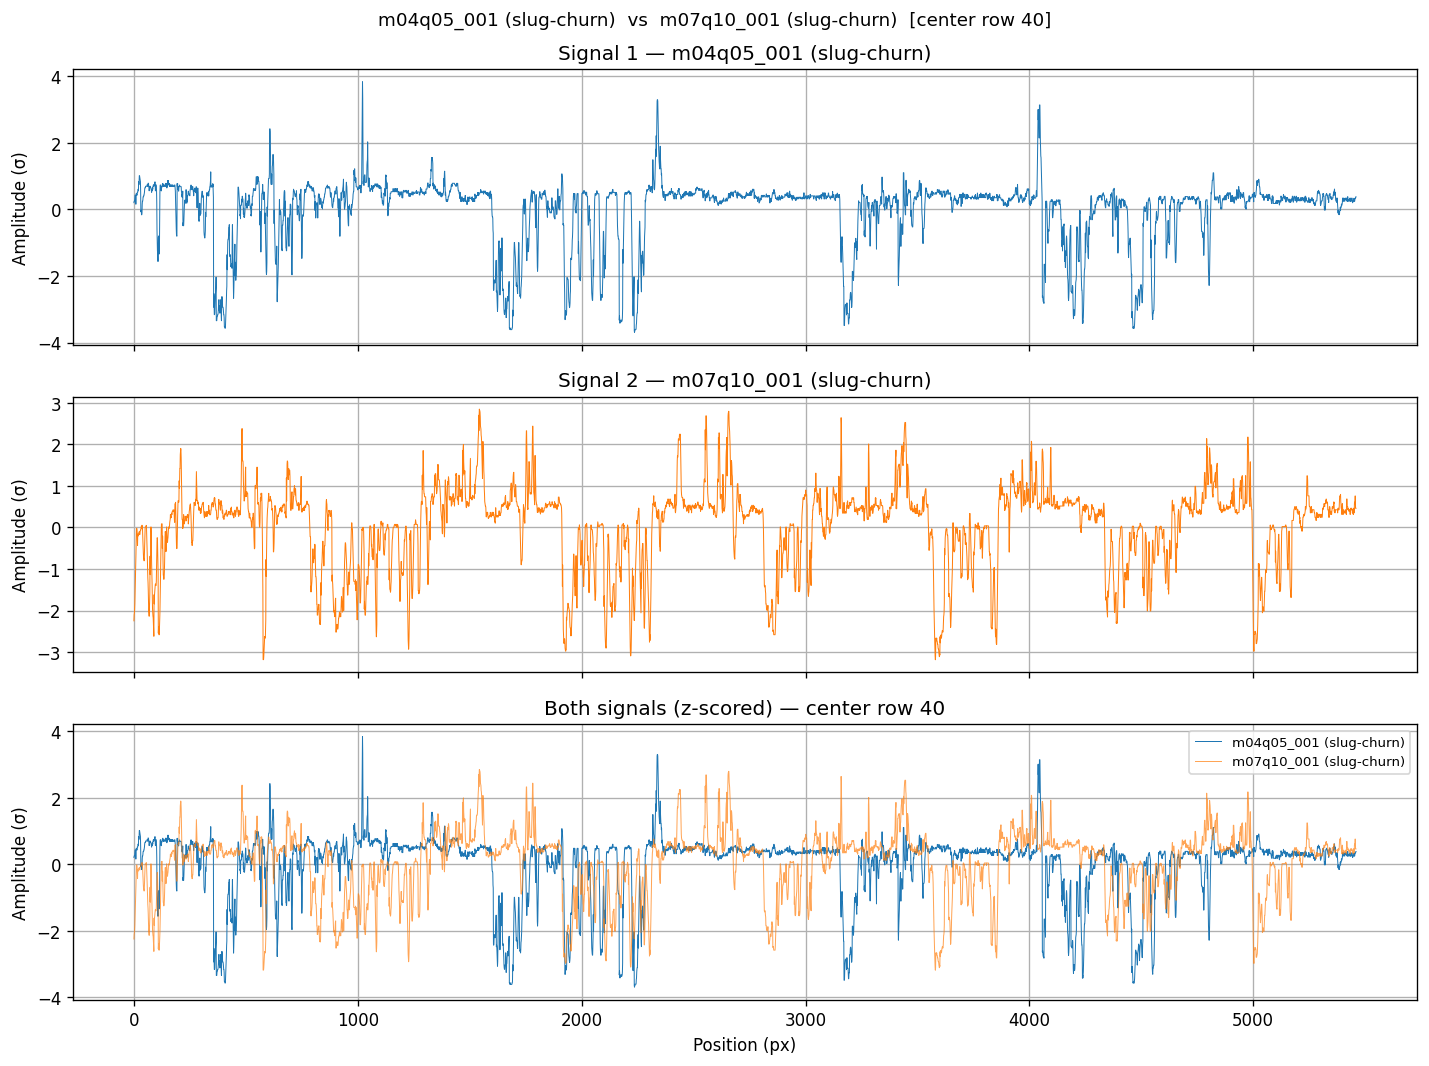 m04q05_001 (slug-churn)  vs  m07q10_001 (slug-churn)  [center row 40]
Signal 1 — m04q05_001 (slug-churn)
Amplitude (σ)
4
2
0
−2
−4
Signal 2 — m07q10_001 (slug-churn)
Amplitude (σ)
3
2
1
0
−1
−2
−3
Both signals (z-scored) — center row 40
Amplitude (σ)
4
2
0
−2
−4
m04q05_001 (slug-churn)
m07q10_001 (slug-churn)
0 1000 2000 3000 4000 5000
Position (px)